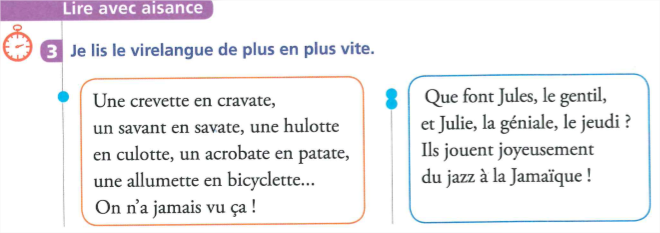 Lire avec aisance
3 Je lis le virelangue de plus en plus vite.
Une crevette en cravate,
un savant en savate, une hulotte
en culotte, un acrobate en patate,
une allumette en bicyclette...
On n'a jamais vu ça !
Que font Jules, le gentil,
et Julie, la géniale, le jeudi ?
Ils jouent joyeusement
du jazz à la Jamaïque !